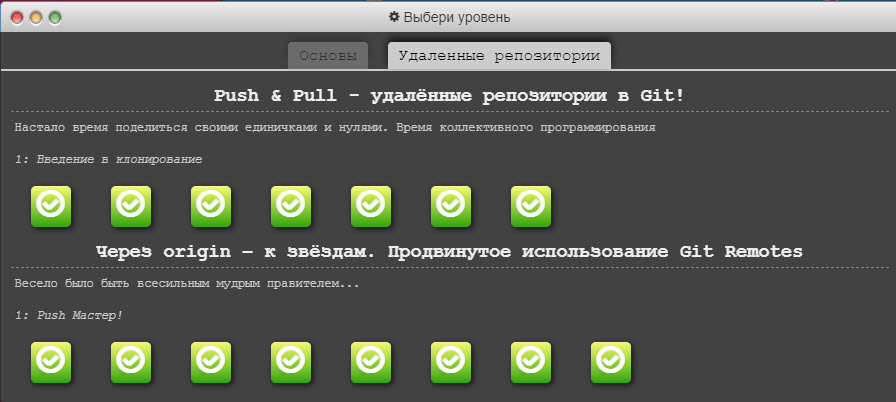 Выбери уровень
Основы
Удаленные репозитории
Push & Pull - удалённые репозитории в Git!
Настало время поделиться своими единичками и нулями. Время коллективного программирования
1: Введение в клонирование
Через origin – к звёздам. Продвинутое использование Git Remotes
Весело было быть всесильным мудрым правителем...
1: Push Мастер!